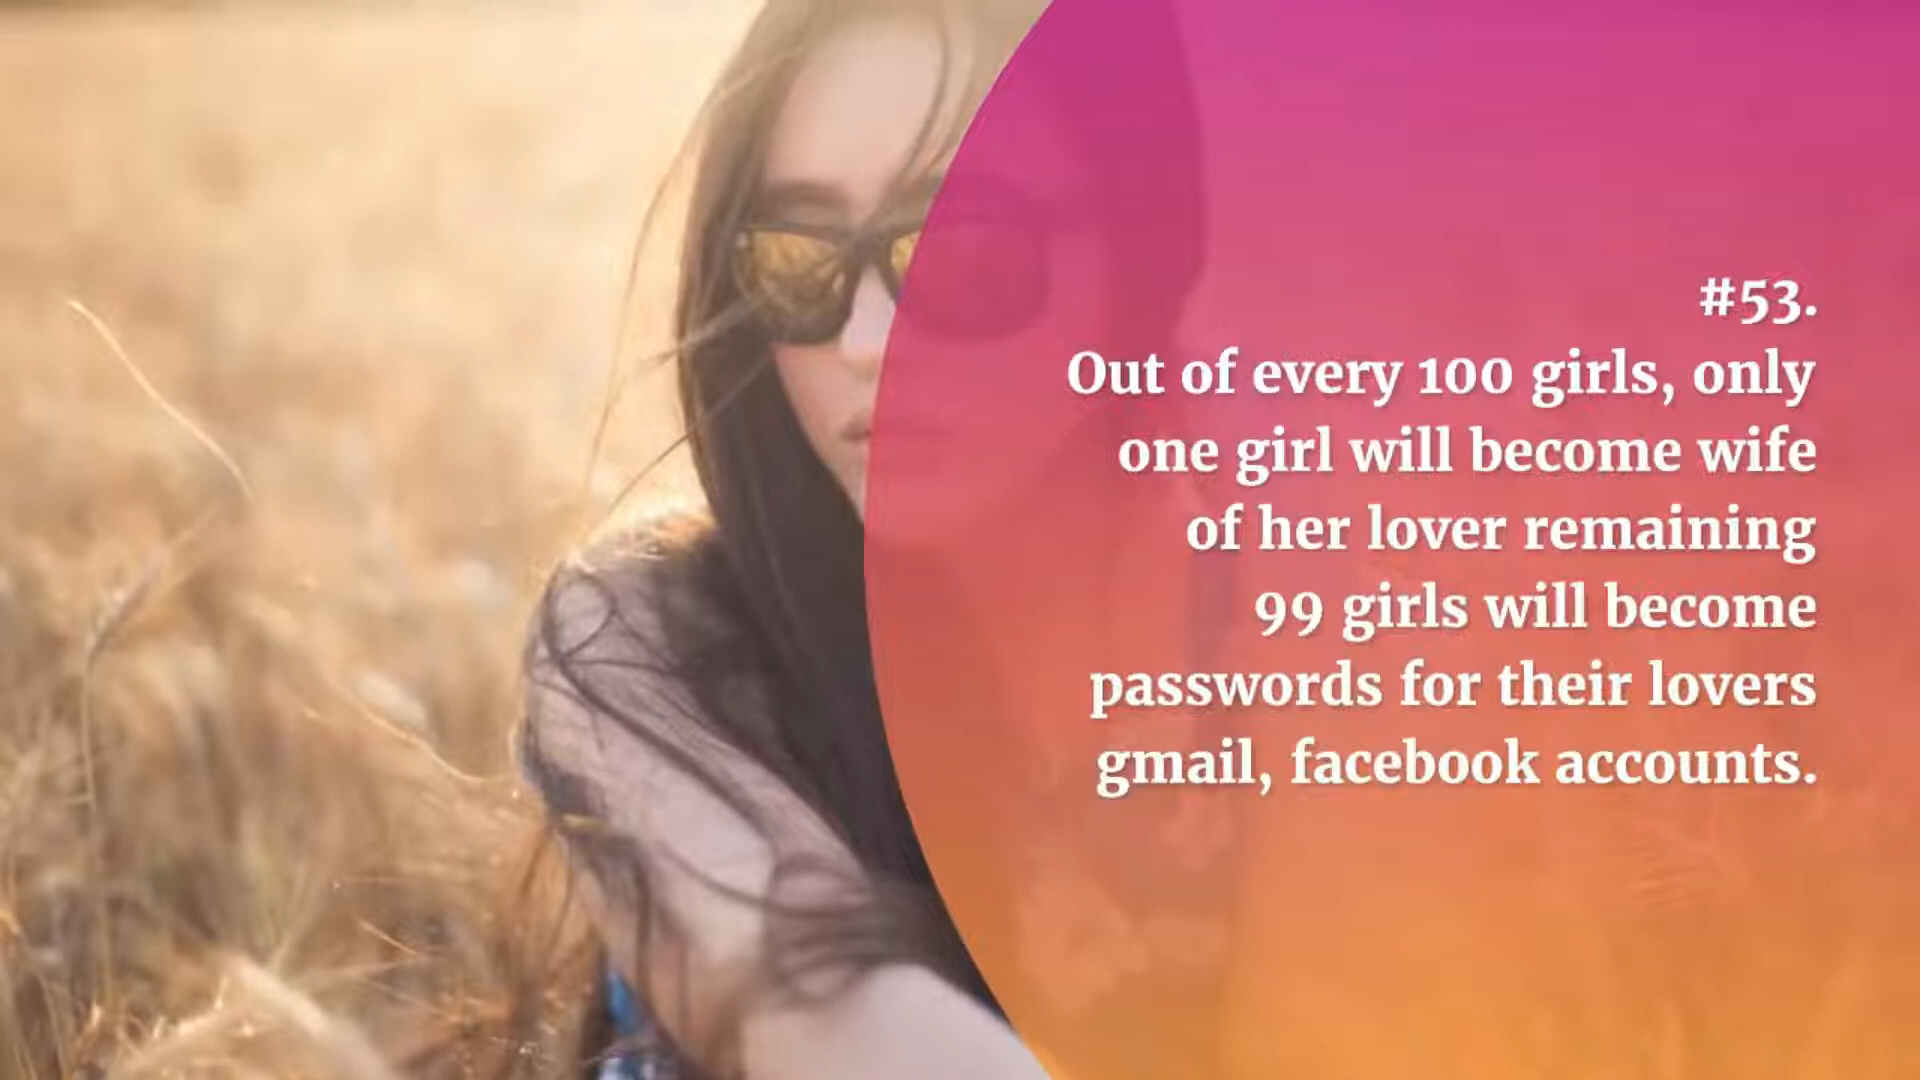 #53.
Out of every 100 girls, only
one girl will become wife
of her lover remaining
99 girls will become
passwords for their lovers
gmail, facebook accounts.